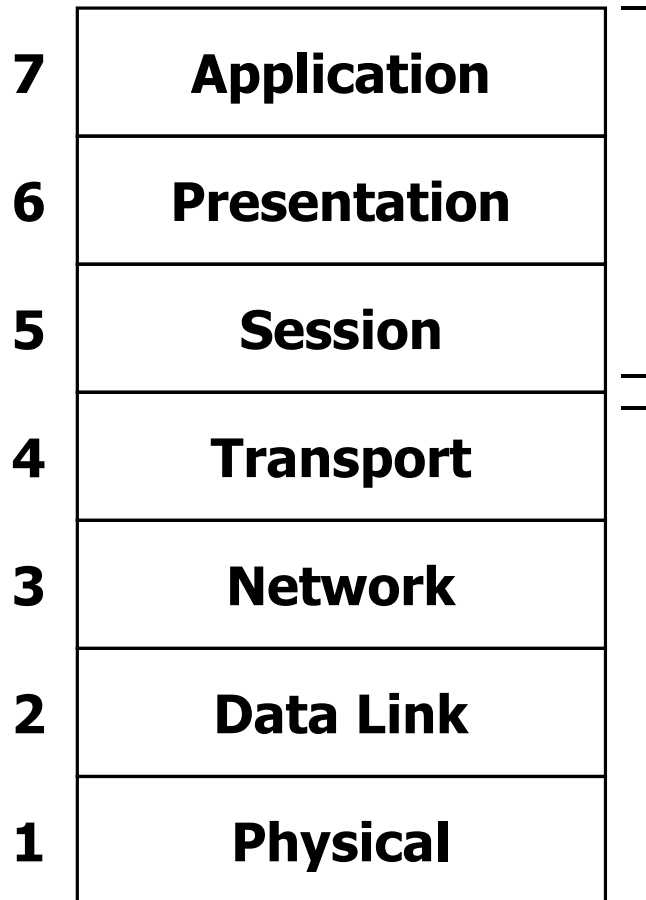 7 Application
6 Presentation
5 Session
4 Transport
3 Network
2 Data Link
1 Physical